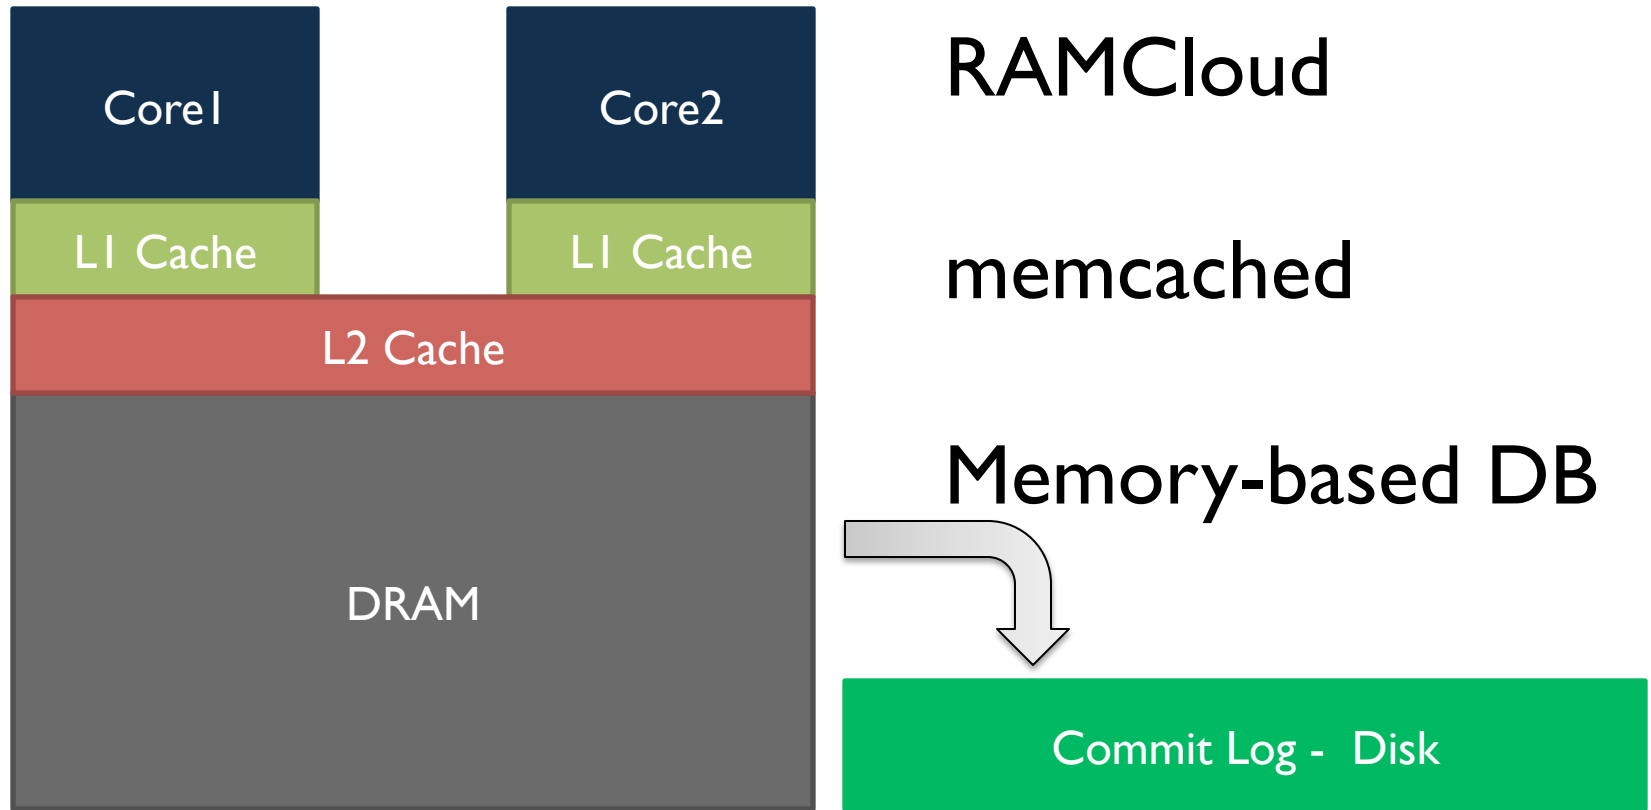 Core1
Core2
RAMCloud
L1 Cache
L1 Cache
memcached
L2 Cache
Memory-based DB
DRAM
Commit Log -  Disk